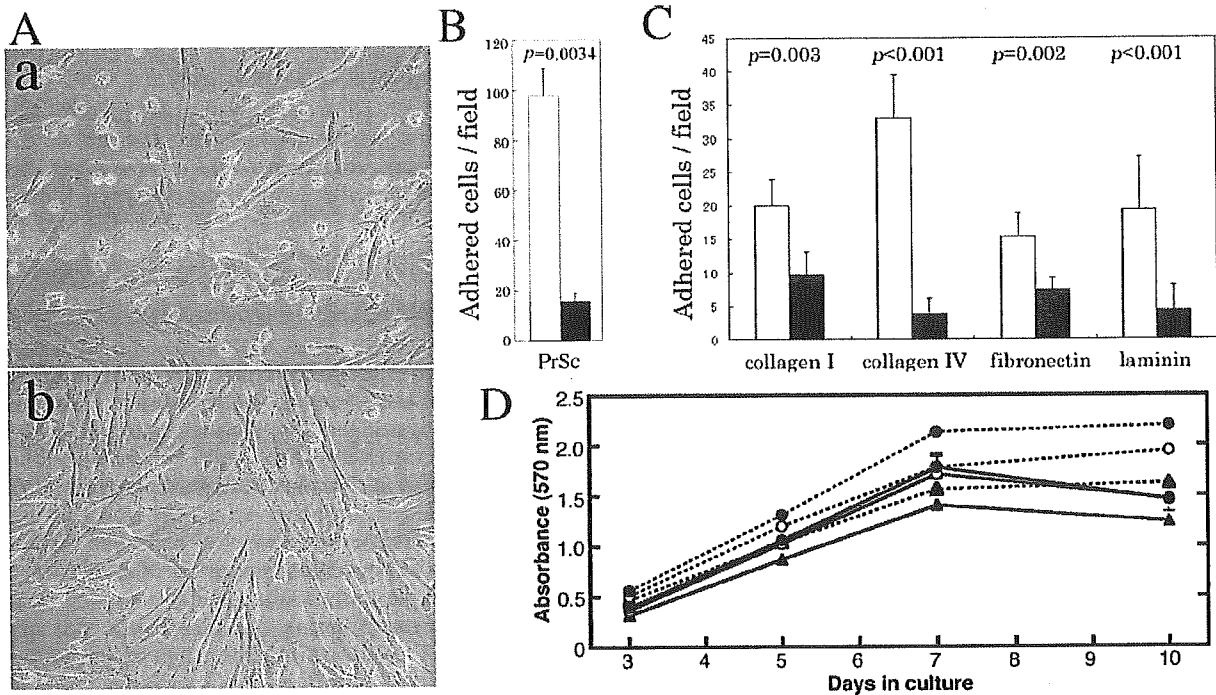 A
a
b
B
Adhered cells / field
120
100
80
60
40
20
0
p=0.0034
PrSc
C
Adhered cells / field
45
40
35
30
25
20
15
10
5
0
p=0.003 p<0.001 p=0.002 p<0.001
collagen I collagen IV fibronectin laminin
D
Absorbance (570 nm)
2.5
2.0
1.5
1.0
0.5
0
3 4 5 6 7 8 9 10
Days in culture